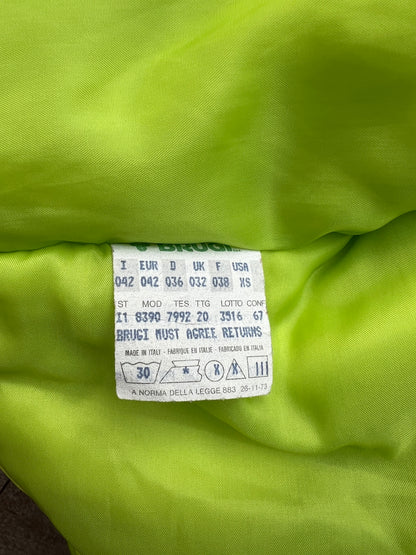 BRUGI
I EUR D UK F USA
042 042 036 032 038 XS
ST MOD TES TTG LOTTO CONF
I1 8390 7992 20 3516 67
BRUGI MUST AGREE RETURNS
MADE IN ITALY - FABRIQUE EN ITALIE - FABRICADO EN ITALIA
30
A NORMA DELLA LEGGE 883 26-11-73